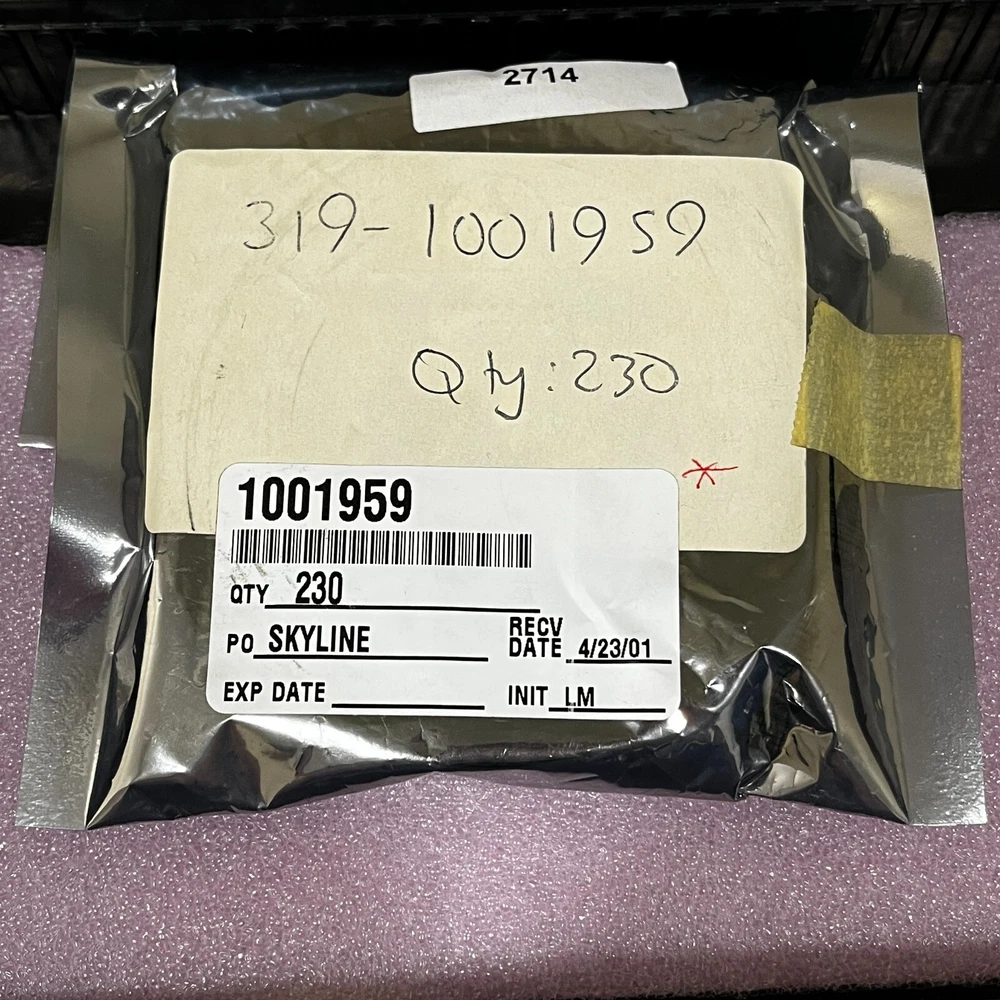 2714
319-1001959
Qty: 230
1001959
QTY 230
PO SKYLINE
RECV DATE 4/23/01
EXP DATE
INIT LM